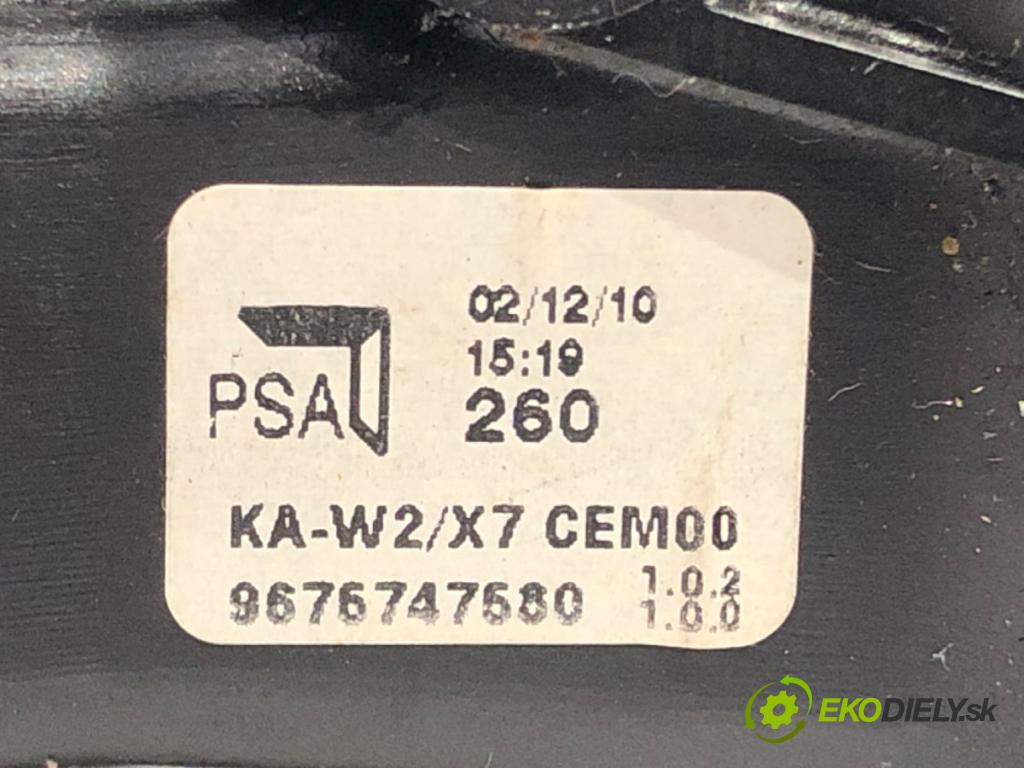 02/12/10
15:19
PSA 260
KA-W2/X7 CEM00
9676747580 1.0.2
1.0.0
EKODIELY.sk